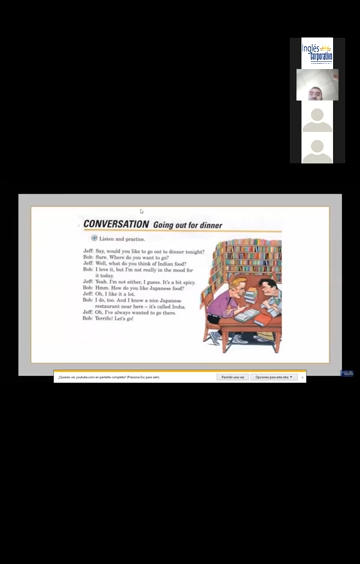 Inglés
Corporativo
CONVERSATION Going out for dinner
Listen and practice.
Jeff: Say, would you like to go out to dinner tonight?
Bob: Sure. Where do you want to go?
Jeff: Well, what do you think of Indian food?
Bob: I love it, but I'm not really in the mood for
it today.
Jeff: Yeah. I'm not either, I guess. It's a bit spicy.
Bob: Hmm. How do you like Japanese food?
Jeff: Oh, I like it a lot.
Bob: I do, too. And I know a nice Japanese
restaurant near here – it's called Iroha.
Jeff: Oh, I've always wanted to go there.
Bob: Terrific! Let's go!